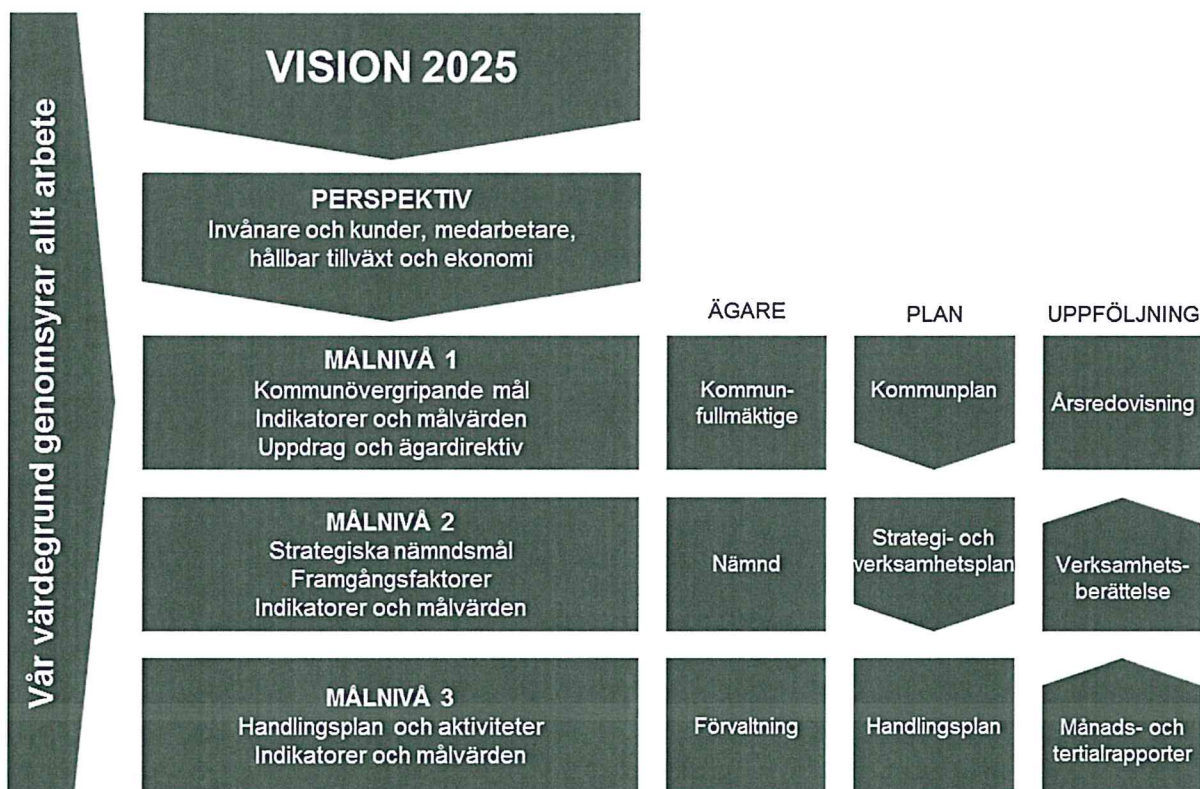 Vår värdegrund genomsyrar allt arbete
VISION 2025
PERSPEKTIV
Invånare och kunder, medarbetare,
hållbar tillväxt och ekonomi
ÄGARE
PLAN
UPPFÖLJNING
MÅLNIVÅ 1
Kommunövergripande mål
Indikatorer och målvärden
Uppdrag och ägardirektiv
Kommun-
fullmäktige
Kommunplan
Årsredovisning
MÅLNIVÅ 2
Strategiska nämndsmål
Framgångsfaktorer
Indikatorer och målvärden
Nämnd
Strategi- och
verksamhetsplan
Verksamhets-
berättelse
MÅLNIVÅ 3
Handlingsplan och aktiviteter
Indikatorer och målvärden
Förvaltning
Handlingsplan
Månads- och
tertialrapporter